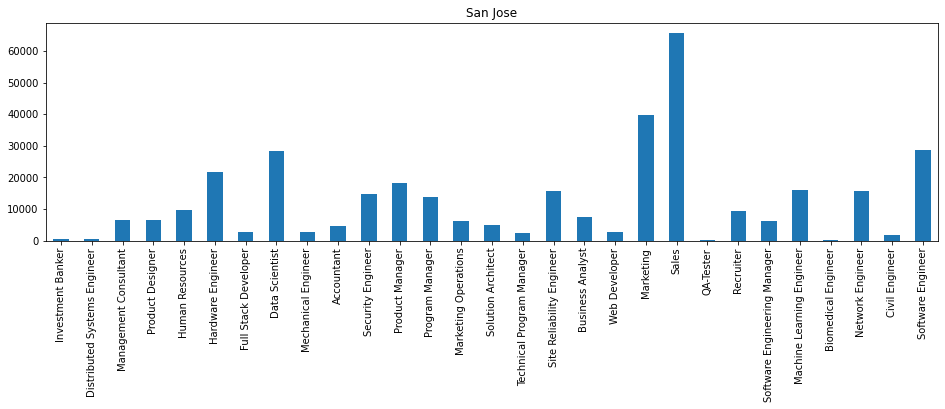 San Jose
60000
50000
40000
30000
20000
10000
0
Investment Banker
Distributed Systems Engineer
Management Consultant
Product Designer
Human Resources
Hardware Engineer
Full Stack Developer
Data Scientist
Mechanical Engineer
Accountant
Security Engineer
Product Manager
Program Manager
Marketing Operations
Solution Architect
Technical Program Manager
Site Reliability Engineer
Business Analyst
Web Developer
Marketing
Sales
QA-Tester
Recruiter
Software Engineering Manager
Machine Learning Engineer
Biomedical Engineer
Network Engineer
Civil Engineer
Software Engineer